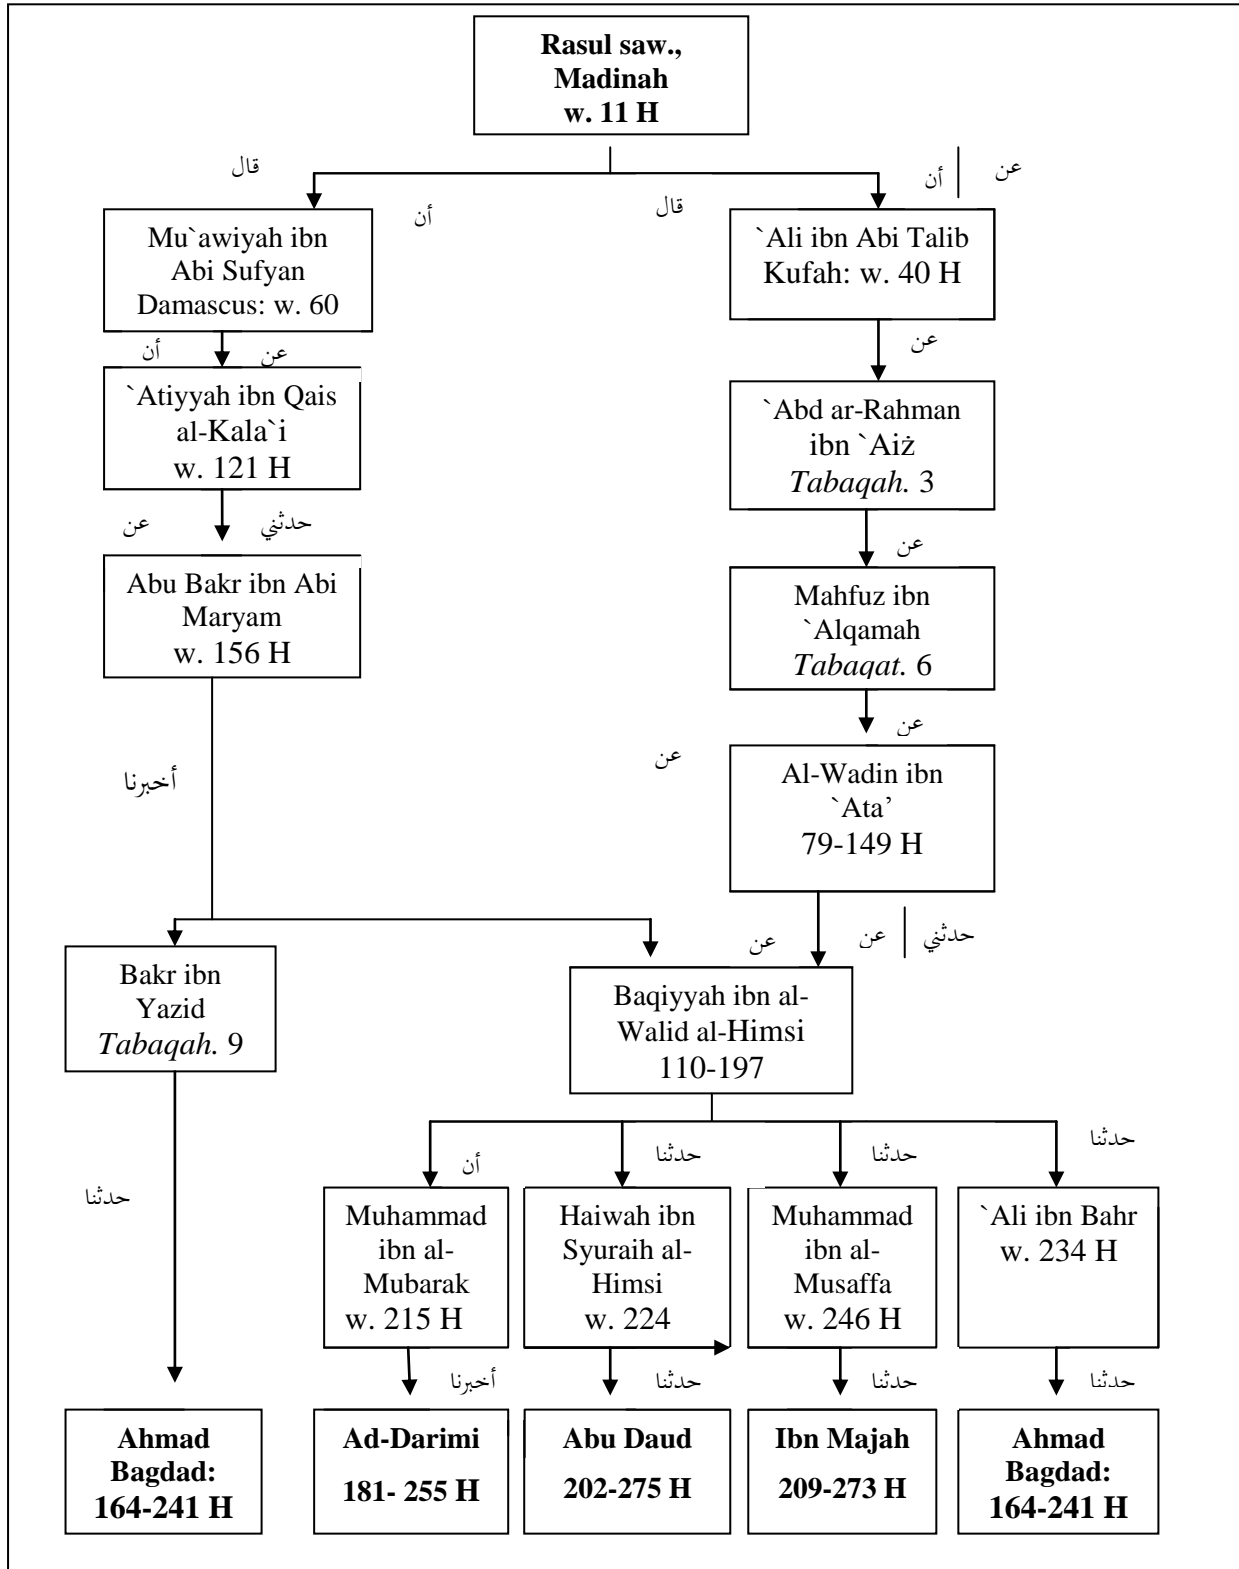 Rasul saw.,
Madinah
w. 11 H
قال
أن
قال
أن
عن
Mu`awiyah ibn
Abi Sufyan
Damascus: w. 60
`Ali ibn Abi Talib
Kufah: w. 40 H
أن
عن
عن
`Atiyyah ibn Qais
al-Kala`i
w. 121 H
`Abd ar-Rahman
ibn `Aiż
Tabaqah. 3
عن
حدثني
عن
Abu Bakr ibn Abi
Maryam
w. 156 H
Mahfuz ibn
`Alqamah
Tabaqat. 6
عن
أخبرنا
عن
Al-Wadin ibn
`Ata’
79-149 H
عن
عن
حدثني
Bakr ibn
Yazid
Tabaqah. 9
Baqiyyah ibn al-
Walid al-Himsi
110-197
حدثنا
أن
حدثنا
حدثنا
حدثنا
Muhammad
ibn al-
Mubarak
w. 215 H
Haiwah ibn
Syuraih al-
Himsi
w. 224
Muhammad
ibn al-
Musaffa
w. 246 H
`Ali ibn Bahr
w. 234 H
أخبرنا
حدثنا
حدثنا
حدثنا
Ahmad
Bagdad:
164-241 H
Ad-Darimi
181- 255 H
Abu Daud
202-275 H
Ibn Majah
209-273 H
Ahmad
Bagdad:
164-241 H